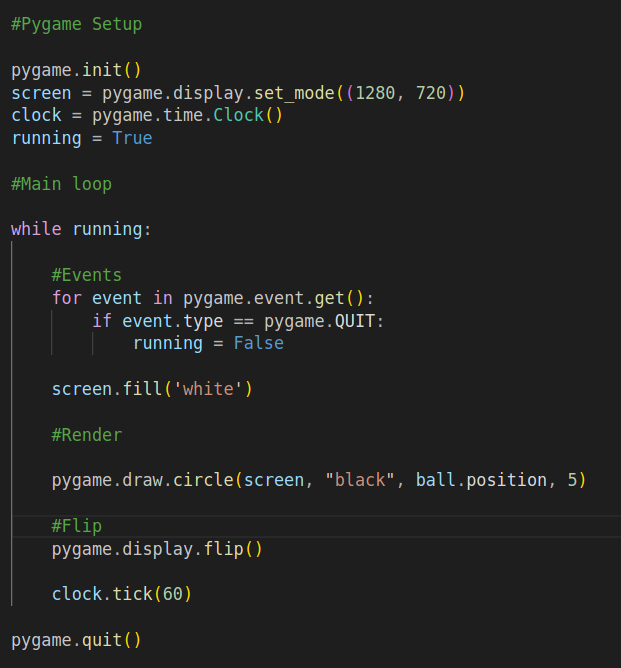 #Pygame Setup
pygame.init()
screen = pygame.display.set_mode((1280, 720))
clock = pygame.time.Clock()
running = True
#Main loop
while running:
    #Events
    for event in pygame.event.get():
        if event.type == pygame.QUIT:
            running = False
    screen.fill('white')
    #Render
    pygame.draw.circle(screen, "black", ball.position, 5)
    #Flip
    pygame.display.flip()
    clock.tick(60)
pygame.quit()